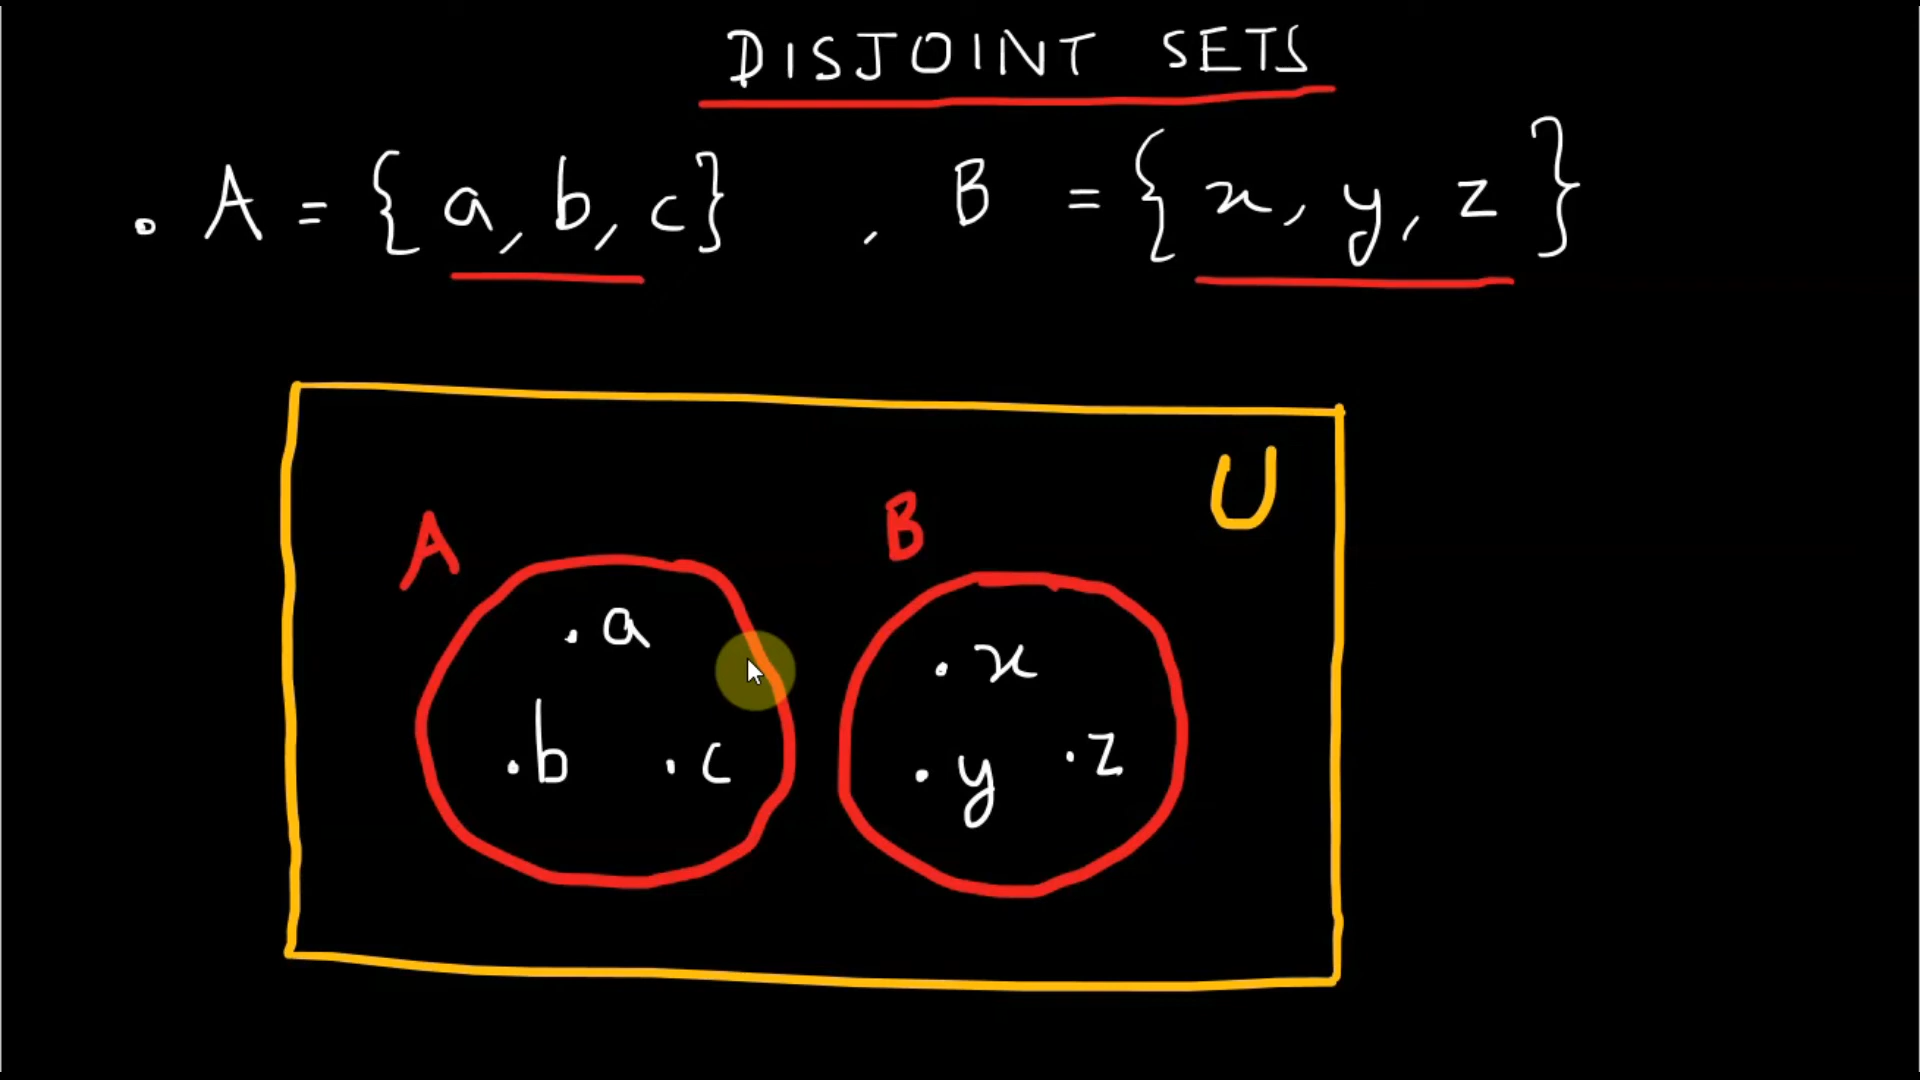 DISJOINT SETS
. A = { a, b, c } , B = { x, y, z }
U
A B
. a
. x
. b . c
. y . z